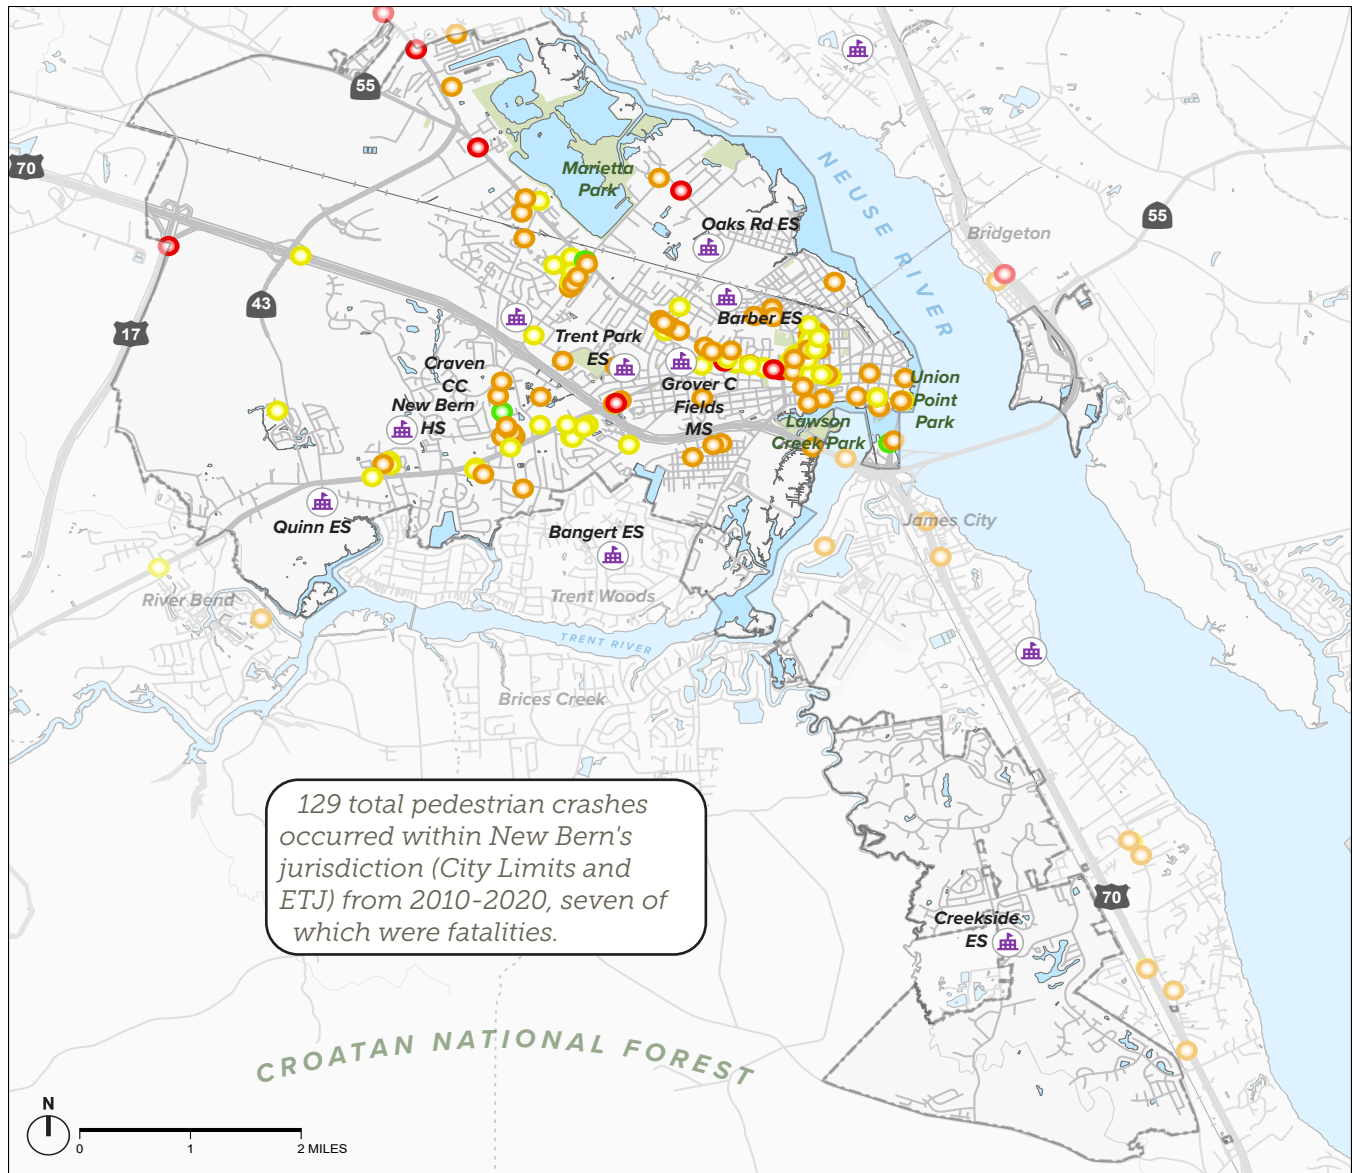 55
70
Marietta
Park
NEUSE RIVER
Oaks Rd ES
55
Bridgeton
43
17
Barber ES
Trent Park
ES
Craven
CC
New Bern
HS
Grover C
Fields
MS
Union
Point
Park
Lawson
Creek Park
Quinn ES
Bangert ES
James City
River Bend
Trent Woods
TRENT RIVER
Brices Creek
129 total pedestrian crashes
occurred within New Bern's
jurisdiction (City Limits and
ETJ) from 2010-2020, seven of
which were fatalities.
70
Creekside
ES
CROATAN NATIONAL FOREST
N
0 1 2 MILES